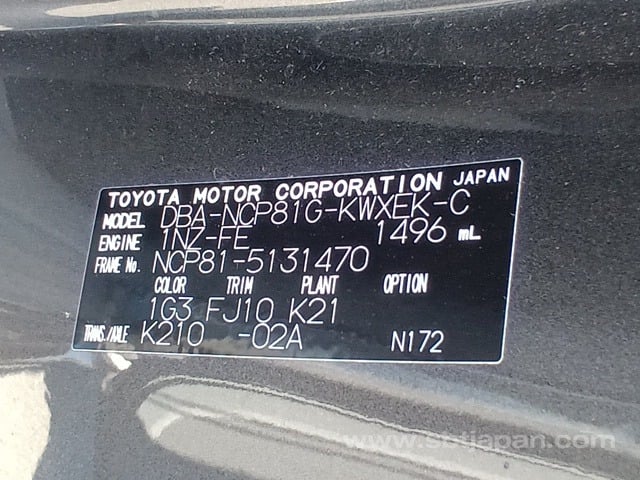 TOYOTA MOTOR CORPORATION JAPAN
MODEL DBA-NCP81G-KWXEK-C
ENGINE 1NZ-FE 1496 mL
FRAME No. NCP81-5131470
COLOR TRIM PLANT OPTION
1G3 FJ10 K21
TRANS./AXLE K210 -02A N172
www.sbtjapan.com